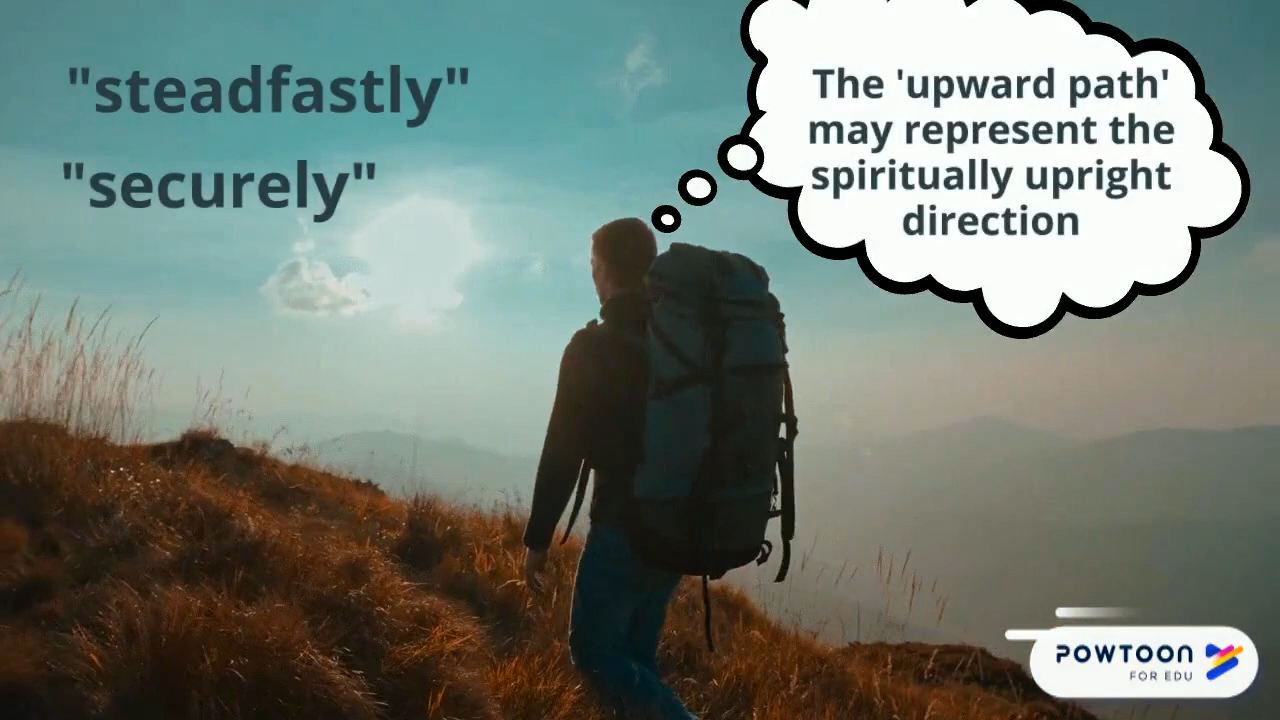 "steadfastly"
"securely"
The 'upward path'
may represent the
spiritually upright
direction
POWTOON
FOR EDU